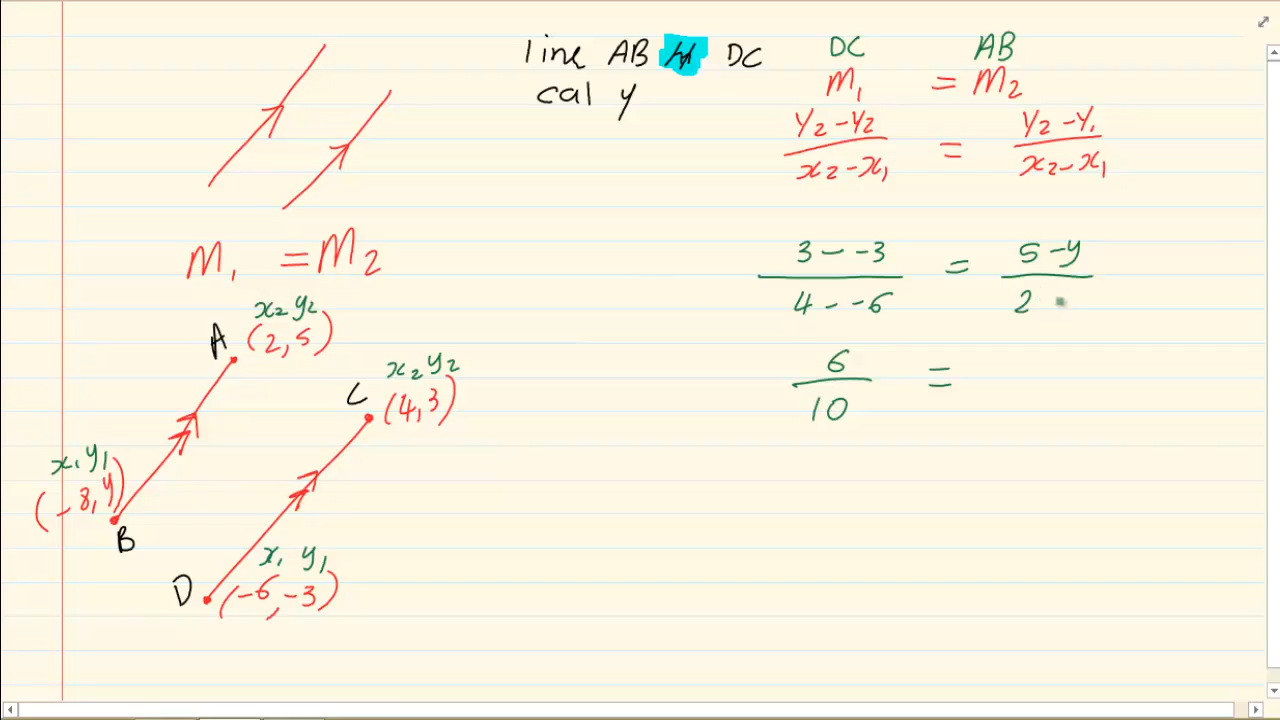 line AB // DC
cal y
DC AB
M₁ = M₂
y₂-y₂ / x₂-x₁ = y₂-y₁ / x₂-x₁
M₁ = M₂
3 - -3 / 4 - -6 = 5 - y / 2
6 / 10 =
x₂ y₂
A (2, 5)
x₂ y₂
C (4, 3)
x₁ y₁
(-8, y)
B
x₁ y₁
D (-6, -3)